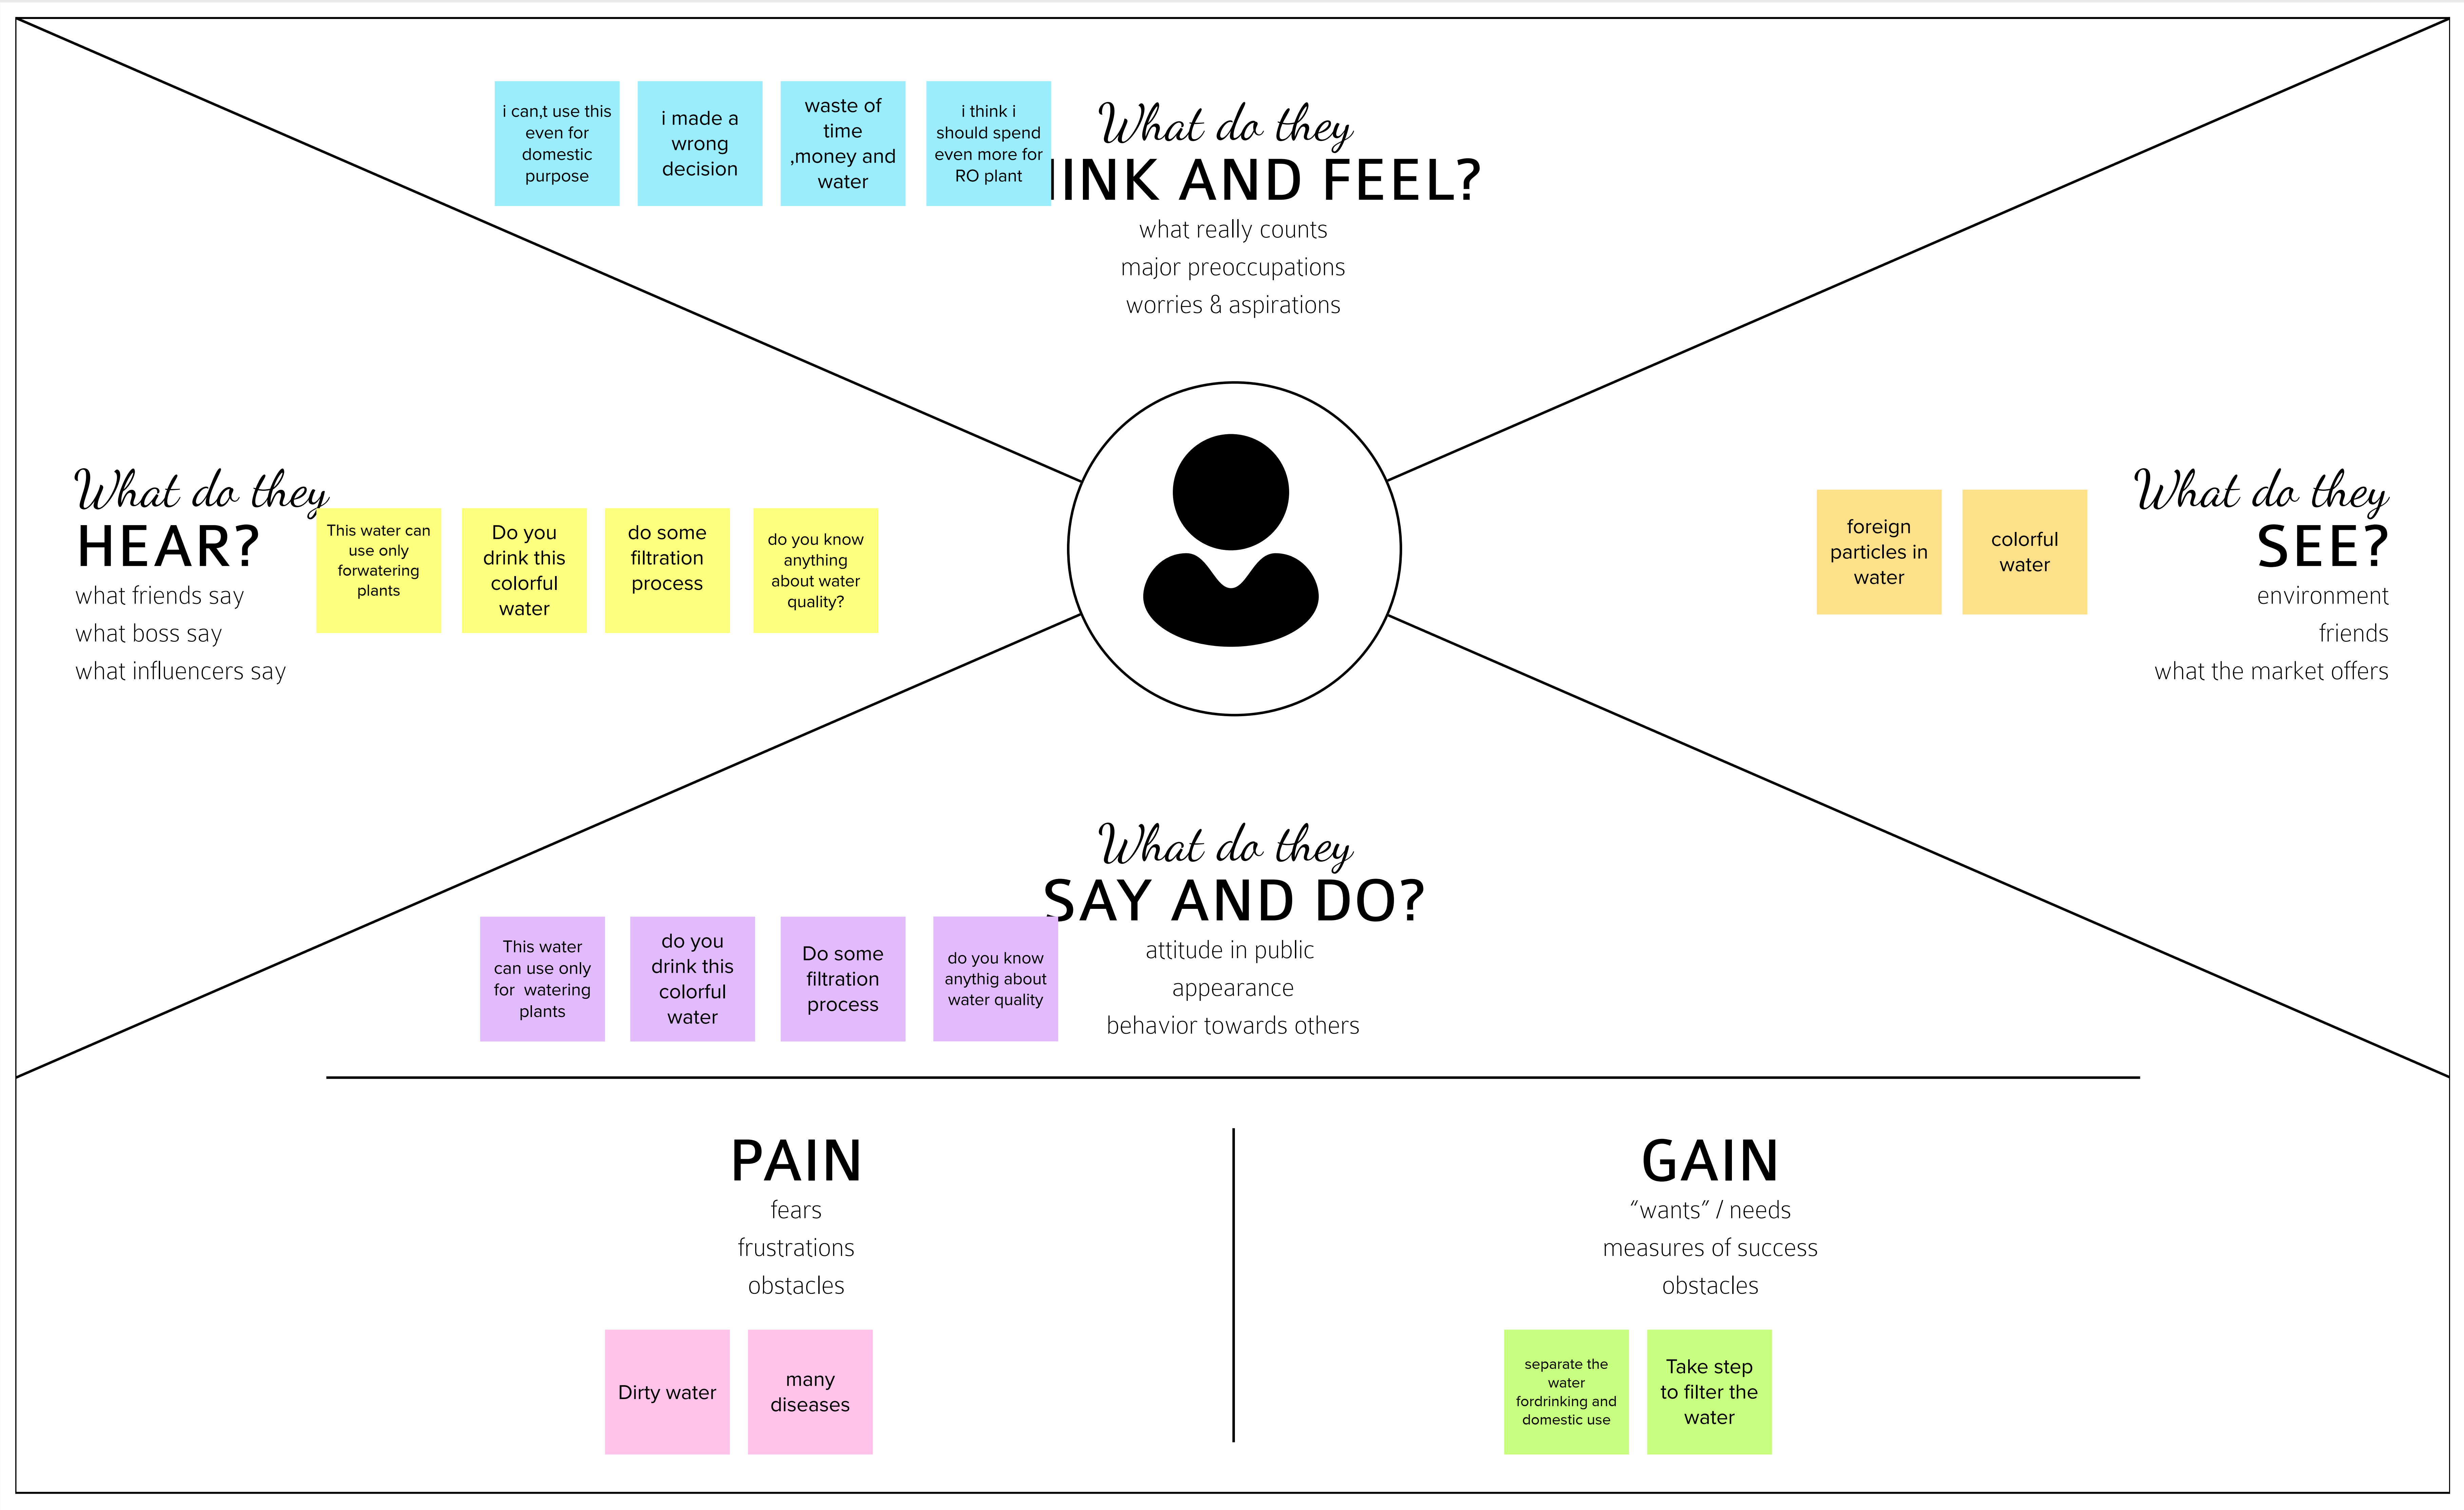 i can,t use this
even for
domestic
purpose
i made a
wrong
decision
waste of
time
,money and
water
i think i
should spend
even more for
RO plant
What do they
INK AND FEEL?
what really counts
major preoccupations
worries & aspirations
What do they
HEAR?
what friends say
what boss say
what influencers say
This water can
use only
forwatering
plants
Do you
drink this
colorful
water
do some
filtration
process
do you know
anything
about water
quality?
foreign
particles in
water
colorful
water
What do they
SEE?
environment
friends
what the market offers
What do they
SAY AND DO?
attitude in public
appearance
behavior towards others
This water
can use only
for  watering
plants
do you
drink this
colorful
water
Do some
filtration
process
do you know
anythig about
water quality
PAIN
fears
frustrations
obstacles
Dirty water
many
diseases
GAIN
“wants” / needs
measures of success
obstacles
separate the
water
fordrinking and
domestic use
Take step
to filter the
water